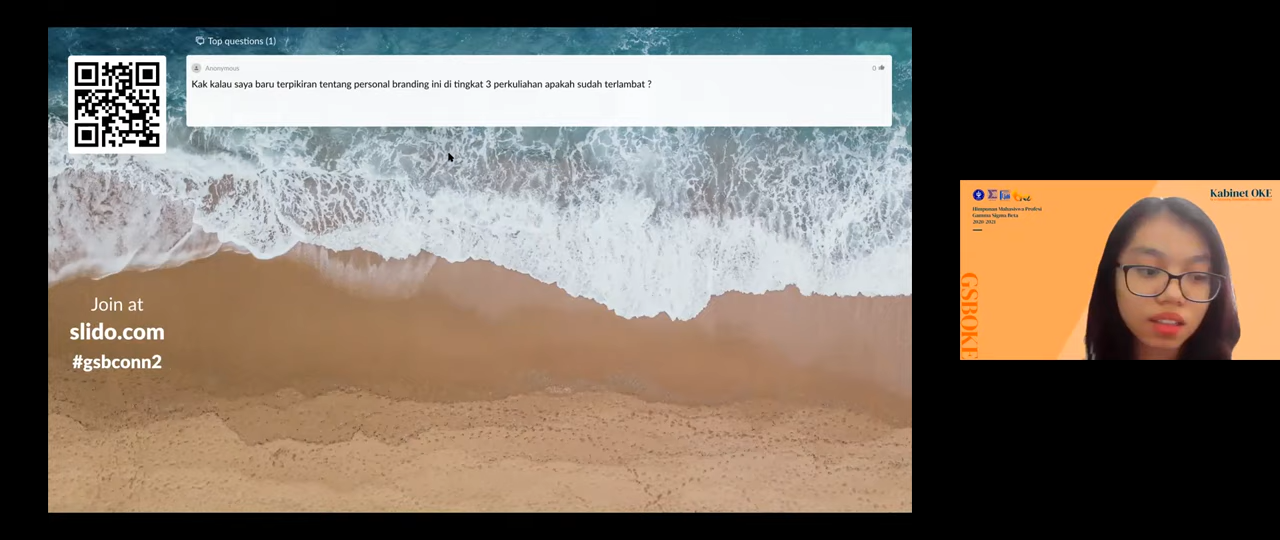 Top questions (1)
Anonymous
0
Kak kalau saya baru terpikiran tentang personal branding ini di tingkat 3 perkuliahan apakah sudah terlambat ?
Join at
slido.com
#gsbconn2
Himpunan Mahasiswa Profesi
Gamma Sigma Beta
2020/2021
Kabinet OKE
GSBOKE